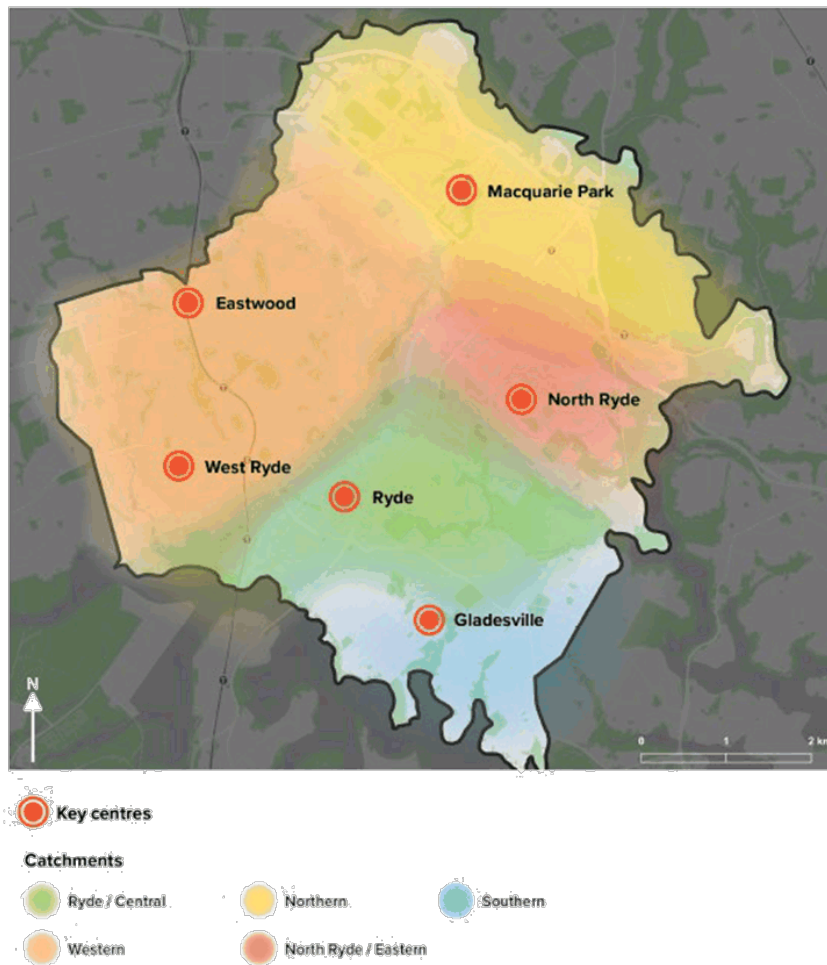 Macquarie Park
Eastwood
North Ryde
West Ryde
Ryde
Gladesville
N
0 1 2 km
Key centres
Catchments
Ryde / Central
Northern
Southern
Western
North Ryde / Eastern